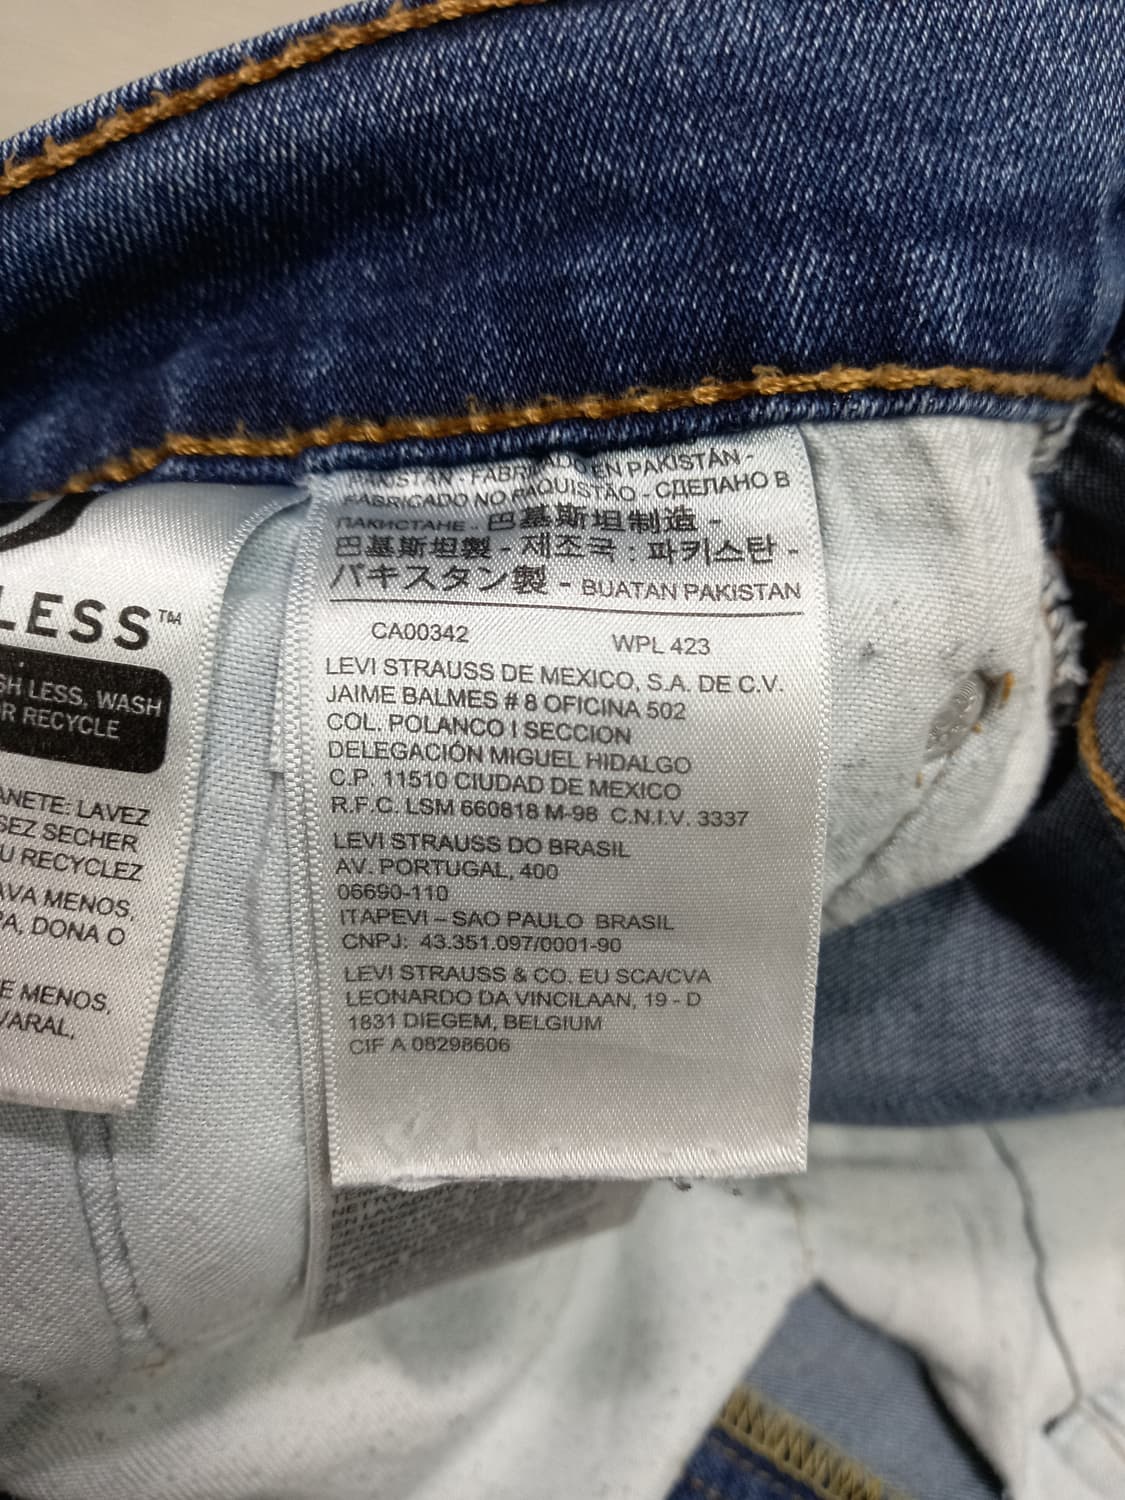 LESS™
SH LESS, WASH
OR RECYCLE
ANETE: LAVEZ
SEZ SECHER
U RECYCLEZ
AVA MENOS,
PA, DONA O
E MENOS,
VARAL,
PAKISTAN - FABRICADO EN PAKISTÁN -
FABRICADO NO PAQUISTÃO - СДЕЛАНО В
ПАКИСТАНЕ - 巴基斯坦制造 -
巴基斯坦製 - 제조국 : 파키스탄 -
パキスタン製 - BUATAN PAKISTAN
CA00342 WPL 423
LEVI STRAUSS DE MEXICO, S.A. DE C.V.
JAIME BALMES # 8 OFICINA 502
COL. POLANCO I SECCION
DELEGACIÓN MIGUEL HIDALGO
C.P. 11510 CIUDAD DE MEXICO
R.F.C. LSM 660818 M-98 C.N.I.V. 3337
LEVI STRAUSS DO BRASIL
AV. PORTUGAL, 400
06690-110
ITAPEVI – SAO PAULO BRASIL
CNPJ: 43.351.097/0001-90
LEVI STRAUSS & CO. EU SCA/CVA
LEONARDO DA VINCILAAN, 19 - D
1831 DIEGEM, BELGIUM
CIF A 08298606